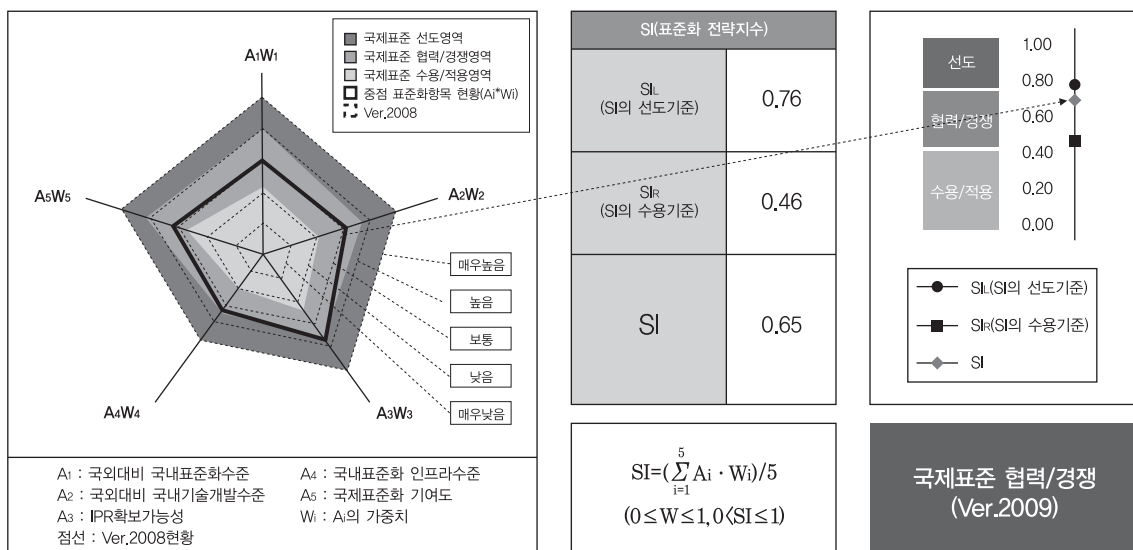 A1W1
국제표준 선도영역
국제표준 협력/경쟁영역
국제표준 수용/적용영역
중점 표준화항목 현황(Ai*Wi)
Ver.2008
A5W5
A2W2
매우높음
높음
보통
낮음
매우낮음
A4W4
A3W3
A1 : 국외대비 국내표준화수준
A2 : 국외대비 국내기술개발수준
A3 : IPR확보가능성
점선 : Ver.2008현황
A4 : 국내표준화 인프라수준
A5 : 국제표준화 기여도
Wi : Ai의 가중치
SI(표준화 전략지수)
SIL
(SI의 선도기준)
0.76
SIR
(SI의 수용기준)
0.46
SI
0.65
SI=(5∑i=1 Ai · Wi)/5
(0≤W≤1, 0<SI≤1)
선도
협력/경쟁
수용/적용
1.00
0.80
0.60
0.40
0.20
0.00
SIL(SI의 선도기준)
SIR(SI의 수용기준)
SI
국제표준 협력/경쟁
(Ver.2009)